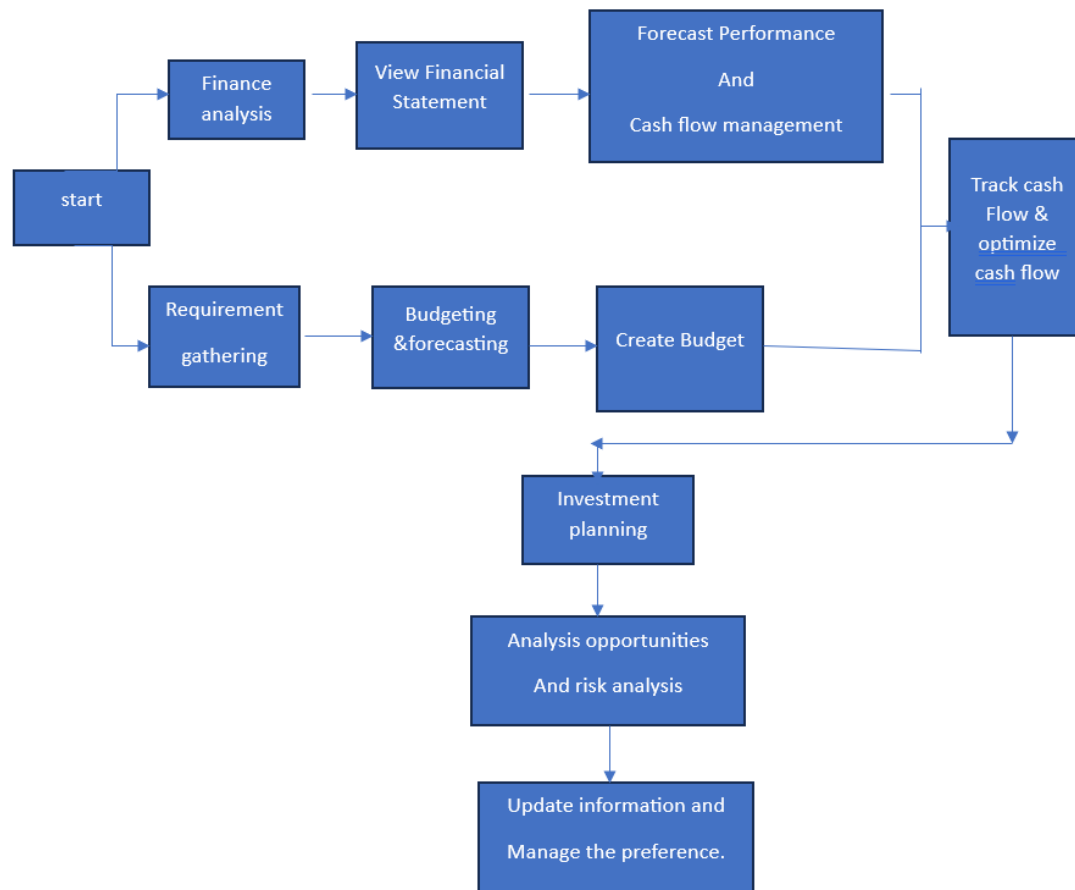 start
Finance
analysis
View Financial
Statement
Forecast Performance
And
Cash flow management
Requirement
gathering
Budgeting
&forecasting
Create Budget
Track cash
Flow &
optimize
cash flow
Investment
planning
Analysis opportunities
And risk analysis
Update information and
Manage the preference.